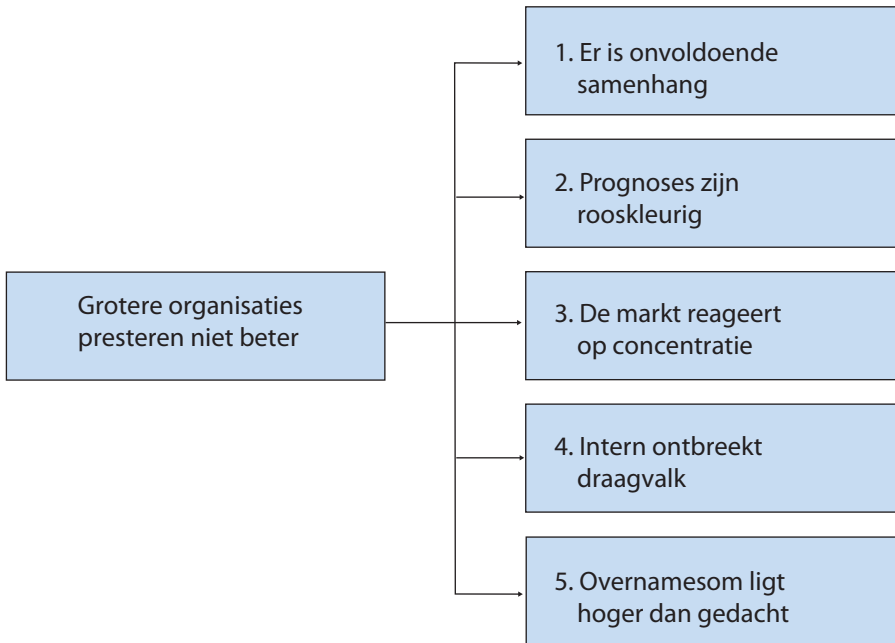 Grotere organisaties
presteren niet beter
1. Er is onvoldoende
samenhang
2. Prognoses zijn
rooskleurig
3. De markt reageert
op concentratie
4. Intern ontbreekt
draagvalk
5. Overnamesom ligt
hoger dan gedacht